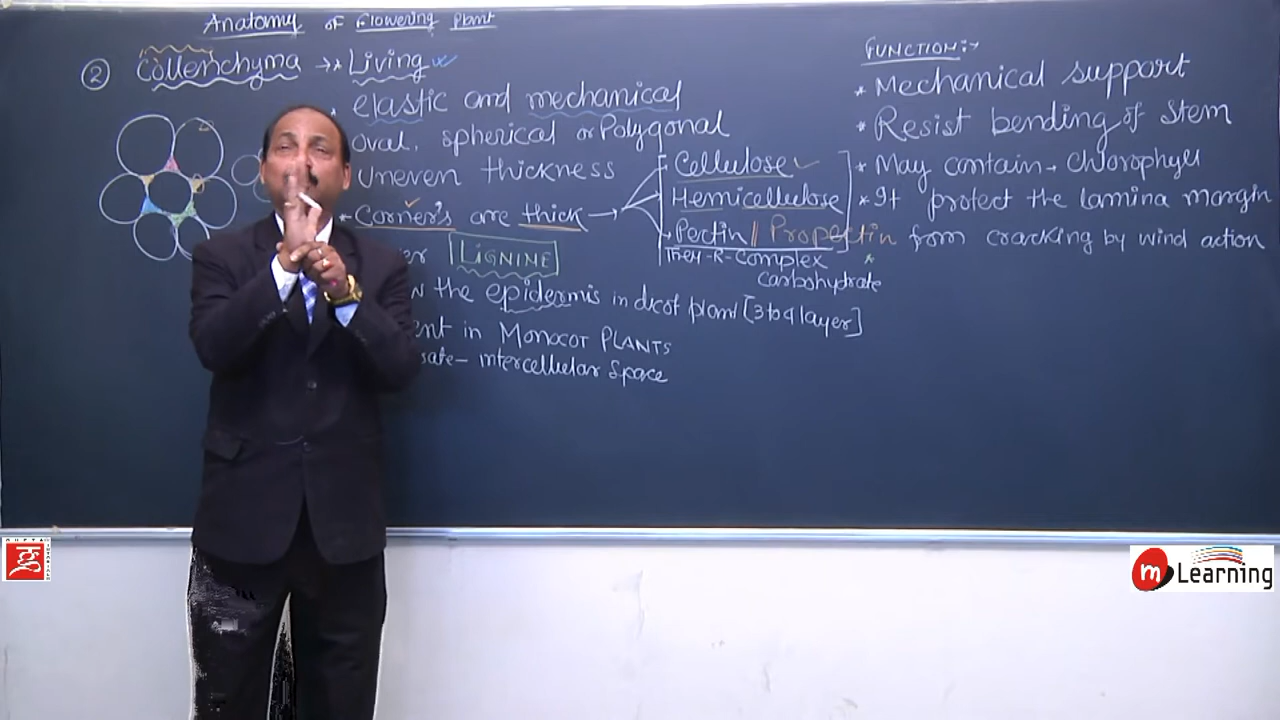 Anatomy of Flowering Plant
② Collenchyma →* Living
* elastic and mechanical
oval, spherical or Polygonal
Uneven thickness
* Corner's are thick →
Cellulose
Hemicellulose
Pectin || Propectin
They-R-Complex
carbohydrate
LIGNINE
the epidermis in dicot plant [3 to 4 layer]
in MONOCOT PLANTS
intercellular Space
FUNCTION:-
* Mechanical support
* Resist bending of stem
* May contain → chlorophyll
* It protect the lamina margin
from cracking by wind action
m Learning